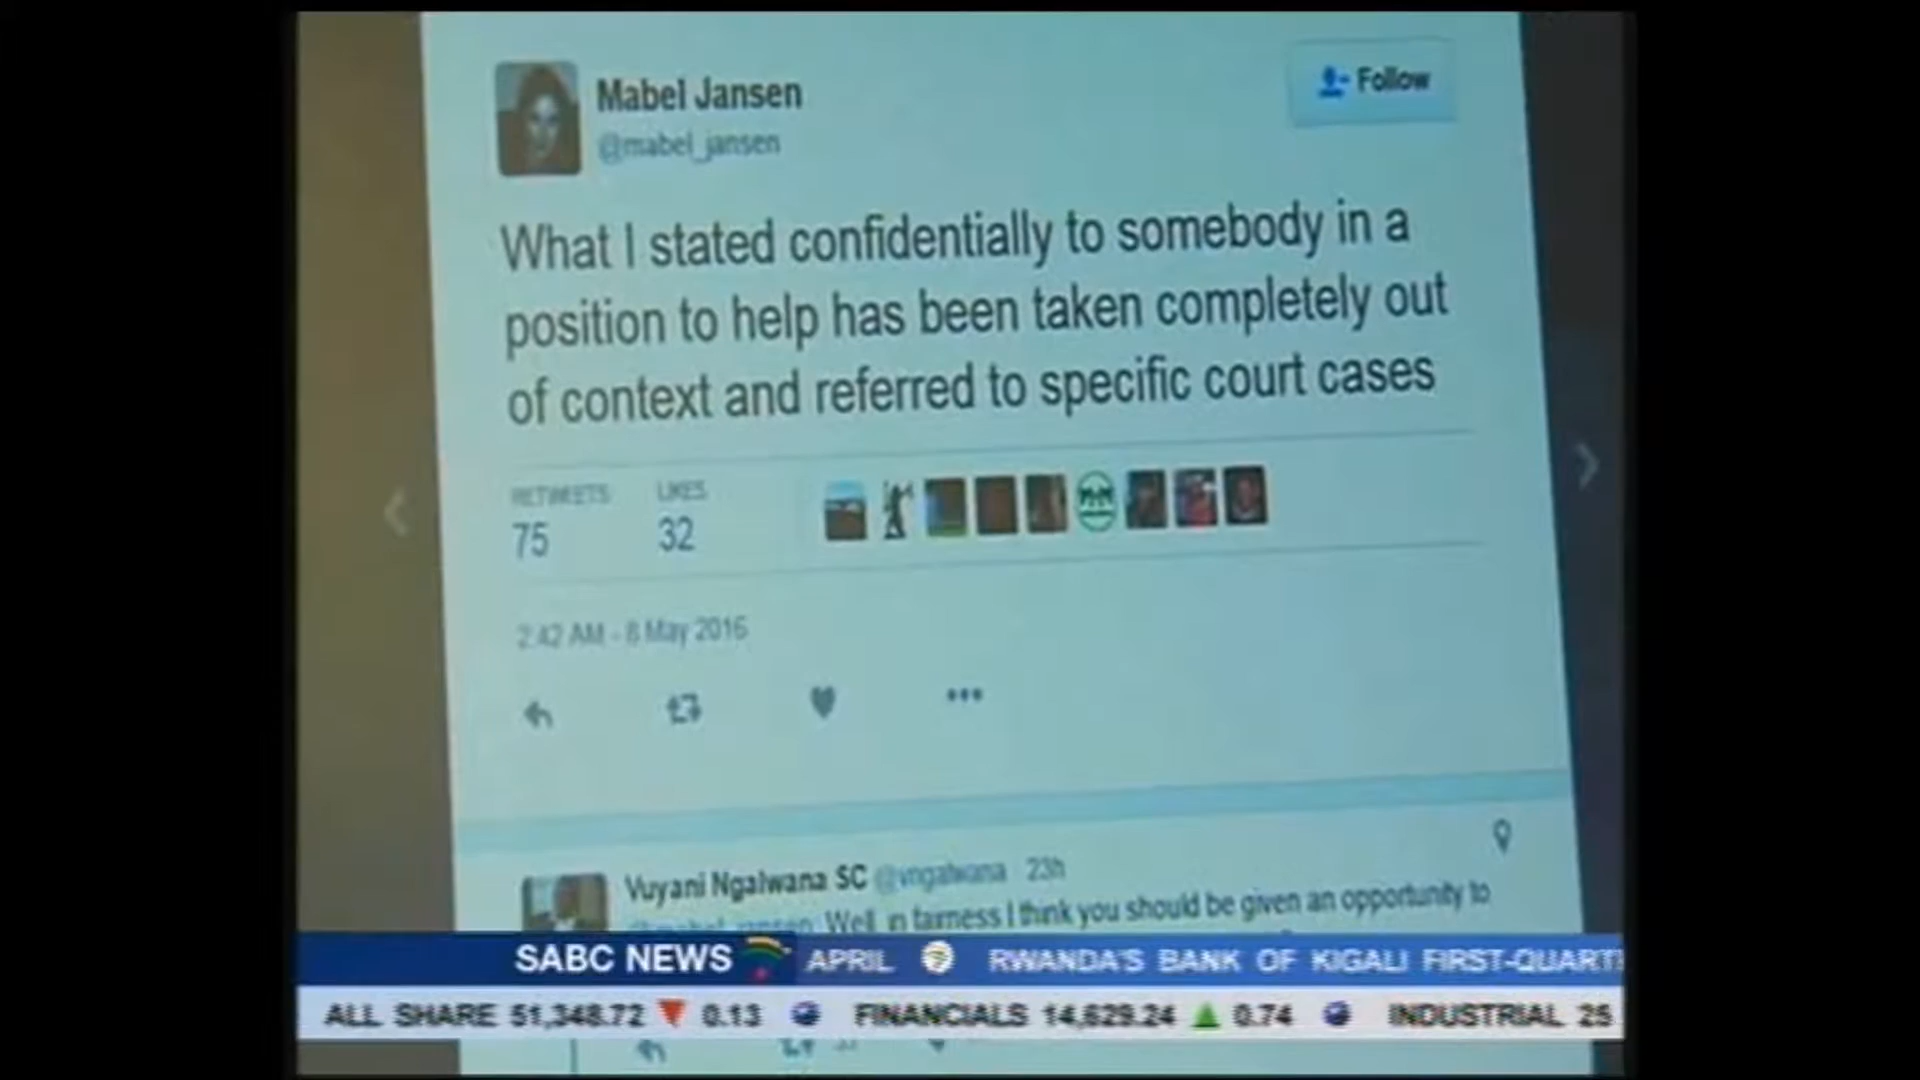 Mabel Jansen
@mabel_jansen
Follow
What I stated confidentially to somebody in a
position to help has been taken completely out
of context and referred to specific court cases
RETWEETS LIKES
75 32
2:42 AM - 8 May 2016
Vuyani Ngalwana SC @vngalwana 23h
@mabel_jansen Well, in fairness I think you should be given an opportunity to
SABC NEWS APRIL RWANDA'S BANK OF KIGALI FIRST-QUART
ALL SHARE 51,348.72 0.13 FINANCIALS 14,629.24 0.74 INDUSTRIAL 25